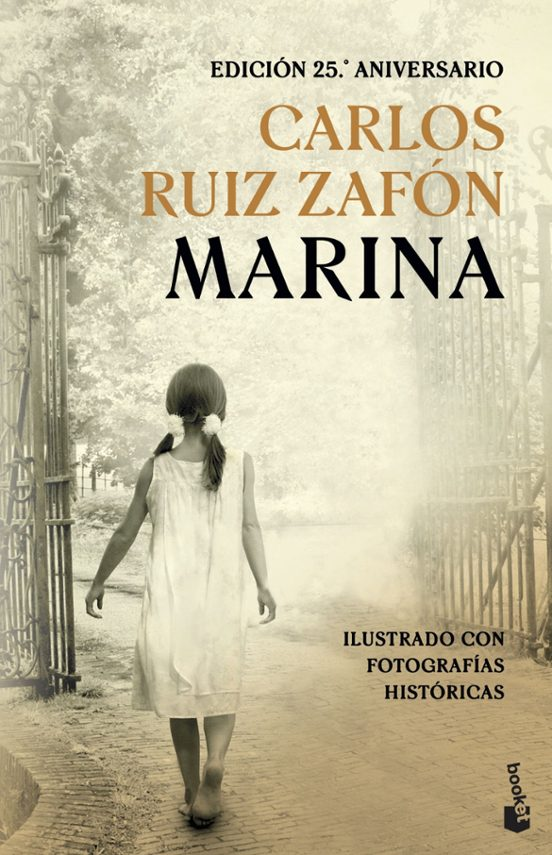 EDICIÓN 25.° ANIVERSARIO
CARLOS
RUIZ ZAFÓN
MARINA
ILUSTRADO CON
FOTOGRAFÍAS
HISTÓRICAS
booket